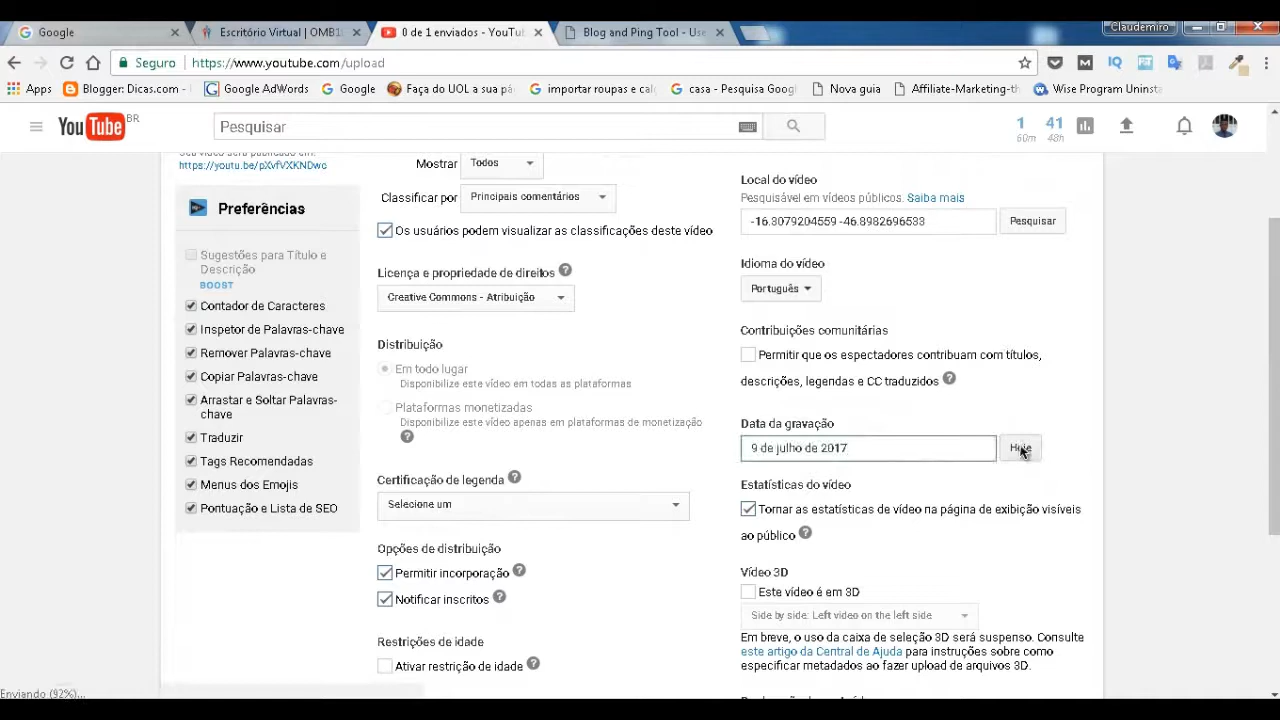 Google
Escritório Virtual | OMB1
0 de 1 enviados - YouTu
Blog and Ping Tool - Use
Claudemiro
Seguro
https://www.youtube.com/upload
Apps
Blogger: Dicas.com -
Google AdWords
Google
Faça do UOL a sua pá
importar roupas e calç
casa - Pesquisa Goog
Nova guia
Affiliate-Marketing-th
Wise Program Uninsta
YouTube BR
Pesquisar
1
60m
41
48h
https://youtu.be/pXvfVXKNDwc
Preferências
Sugestões para Título e
Descrição
BOOST
Contador de Caracteres
Inspetor de Palavras-chave
Remover Palavras-chave
Copiar Palavras-chave
Arrastar e Soltar Palavras-
chave
Traduzir
Tags Recomendadas
Menus dos Emojis
Pontuação e Lista de SEO
Mostrar Todos
Classificar por Principais comentários
Os usuários podem visualizar as classificações deste vídeo
Licença e propriedade de direitos
Creative Commons - Atribuição
Distribuição
Em todo lugar
Disponibilize este vídeo em todas as plataformas
Plataformas monetizadas
Disponibilize este vídeo apenas em plataformas de monetização
Certificação de legenda
Selecione um
Opções de distribuição
Permitir incorporação
Notificar inscritos
Restrições de idade
Ativar restrição de idade
Local do vídeo
Pesquisável em vídeos públicos. Saiba mais
-16.3079204559 -46.8982696533 Pesquisar
Idioma do vídeo
Português
Contribuições comunitárias
Permitir que os espectadores contribuam com títulos,
descrições, legendas e CC traduzidos
Data da gravação
9 de julho de 2017 Hoje
Estatísticas do vídeo
Tornar as estatísticas de vídeo na página de exibição visíveis
ao público
Vídeo 3D
Este vídeo é em 3D
Side by side: Left video on the left side
Em breve, o uso da caixa de seleção 3D será suspenso. Consulte
este artigo da Central de Ajuda para instruções sobre como
especificar metadados ao fazer upload de arquivos 3D.
Enviando (92%)...